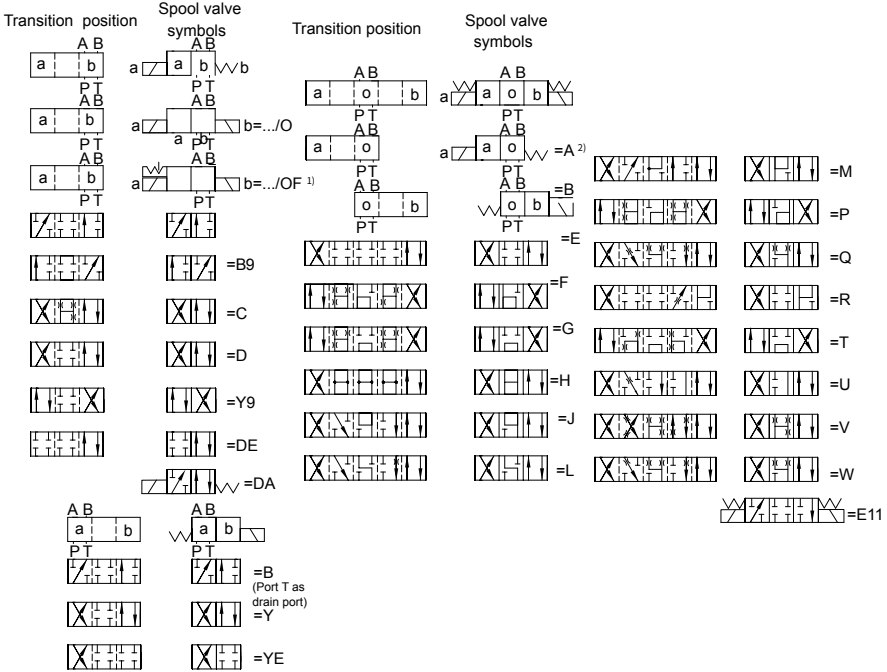 Transition position
Spool valve
symbols
A B
a b
P T
A B
a a b b
P T
A B
a b
P T
A B
a b=.../O
a b
P T
A B
a b
P T
A B
a b=.../OF 1)
P T
=B9
=C
=D
=Y9
=DE
=DA
A B
a b
P T
A B
a b
P T
=B
(Port T as
drain port)
=Y
=YE
Transition position
Spool valve
symbols
A B
a o b
P T
A B
a a o b
P T
A B
a o
P T
A B
a a o =A 2)
P T
A B
o b
P T
A B
o b =B
P T
=E
=F
=G
=H
=J
=L
=M
=P
=Q
=R
=T
=U
=V
=W
=E11